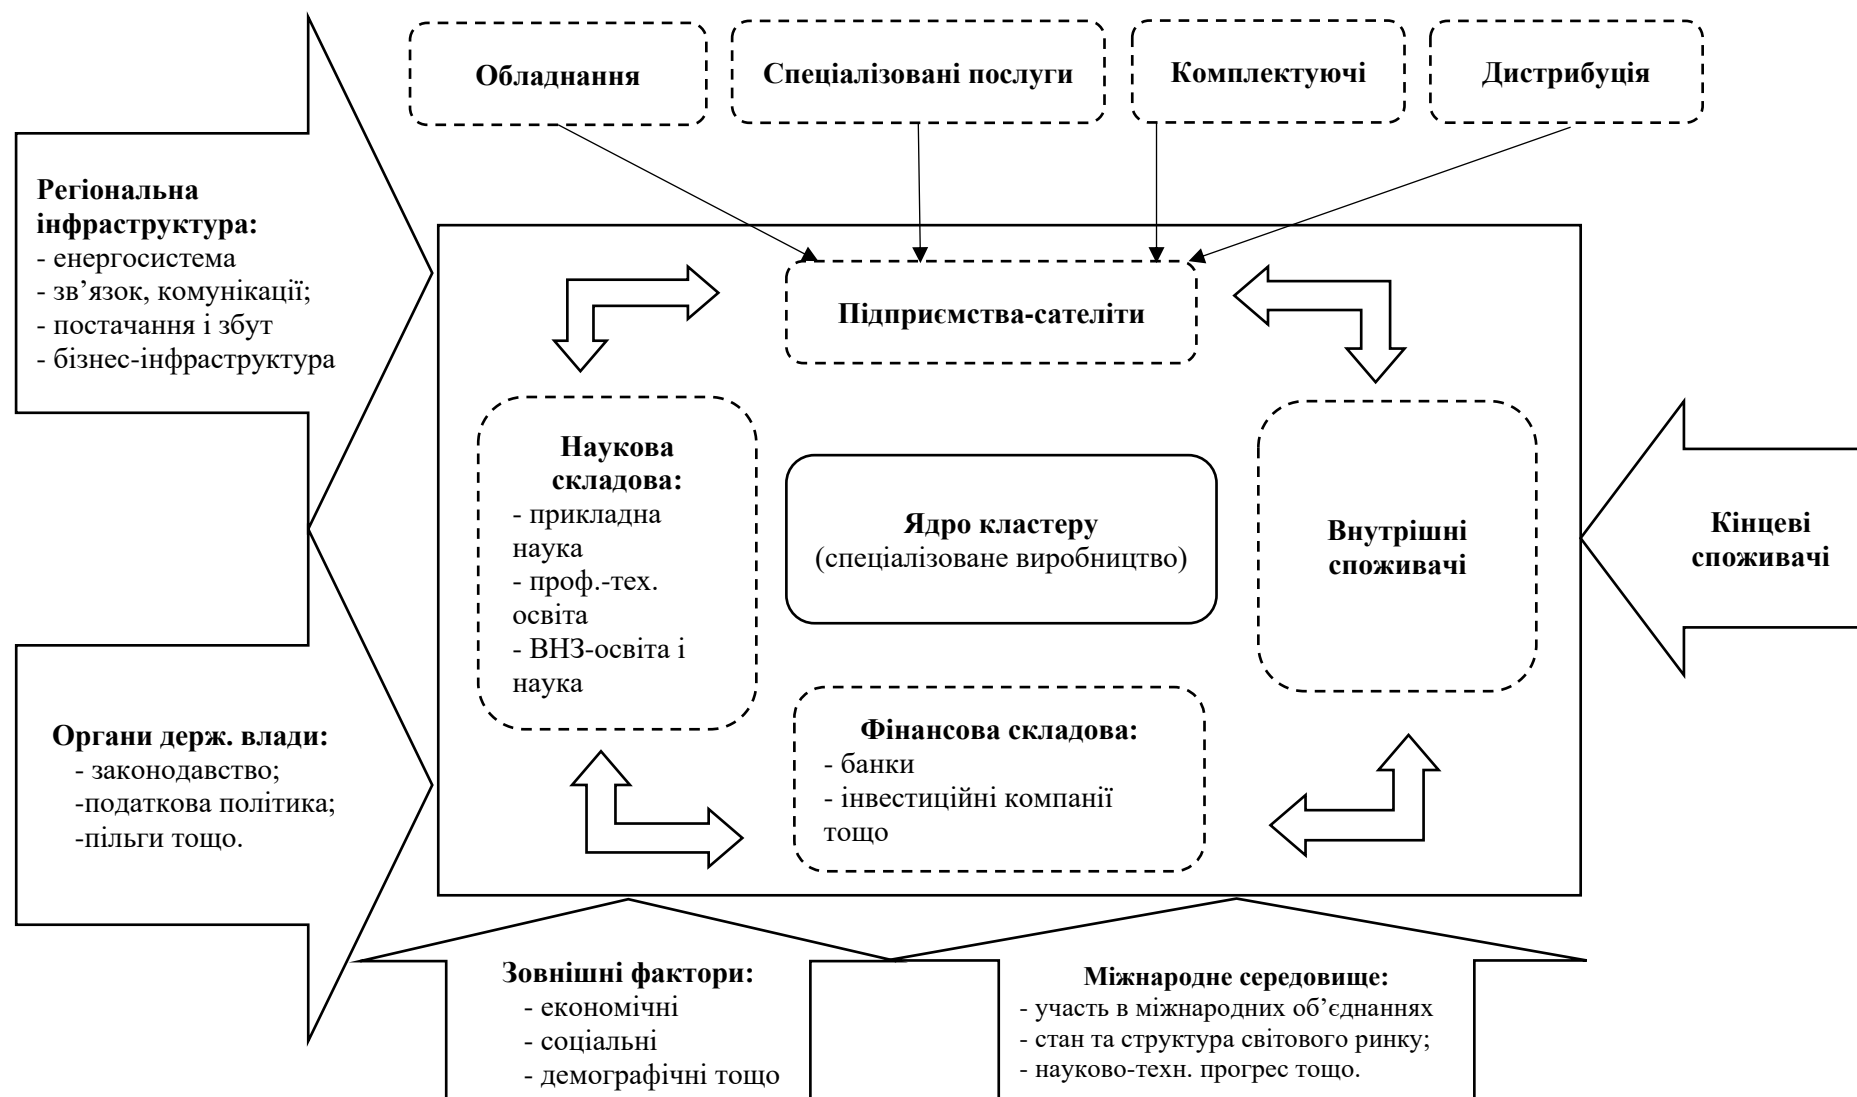 Обладнання
Спеціалізовані послуги
Комплектуючі
Дистрибуція
Регіональна
інфраструктура:
- енергосистема
- зв’язок, комунікації;
- постачання і збут
- бізнес-інфраструктура
Підприємства-сателіти
Наукова
складова:
- прикладна
наука
- проф.-тех.
освіта
- ВНЗ-освіта і
наука
Ядро кластеру
(спеціалізоване виробництво)
Внутрішні
споживачі
Кінцеві
споживачі
Органи держ. влади:
- законодавство;
-податкова політика;
-пільги тощо.
Фінансова складова:
- банки
- інвестиційні компанії
тощо
Зовнішні фактори:
- економічні
- соціальні
- демографічні тощо
Міжнародне середовище:
- участь в міжнародних об’єднаннях
- стан та структура світового ринку;
- науково-техн. прогрес тощо.